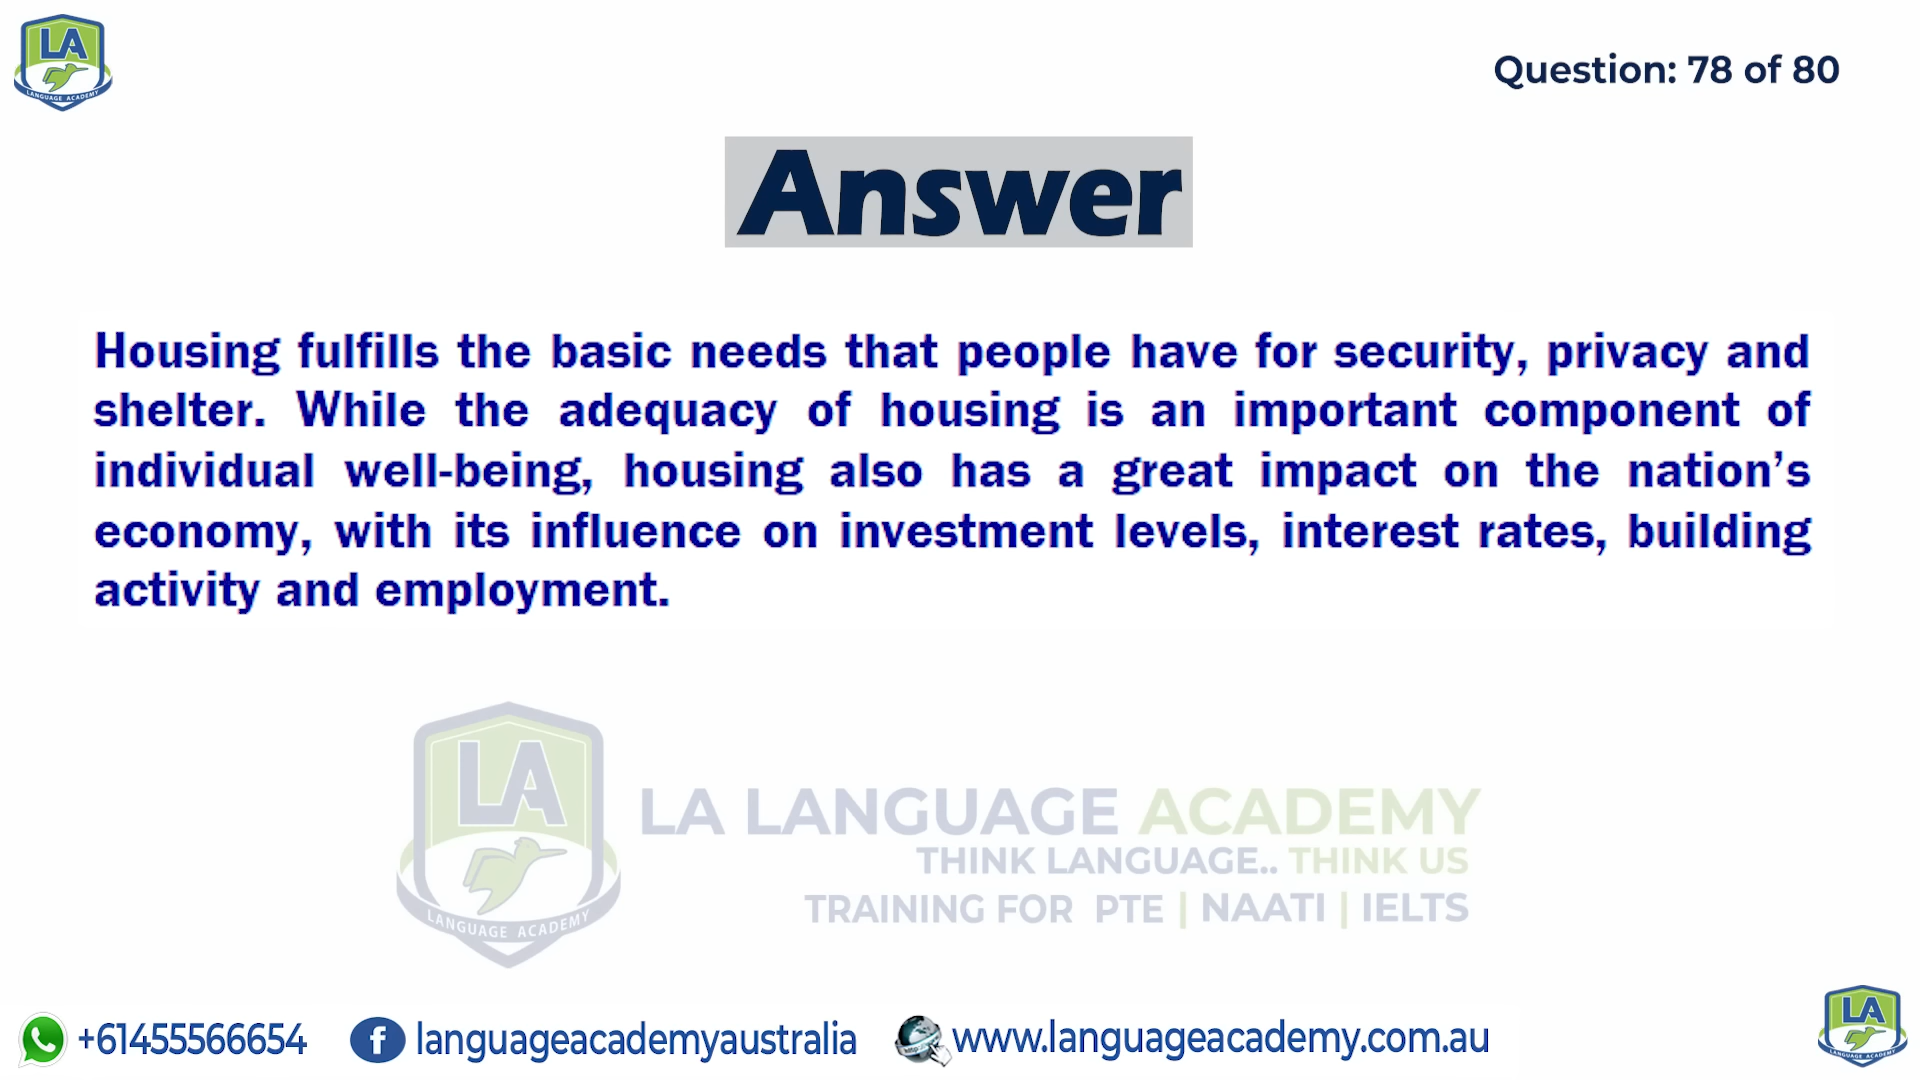 LA
LANGUAGE ACADEMY
Question: 78 of 80
Answer
Housing fulfills the basic needs that people have for security, privacy and
shelter. While the adequacy of housing is an important component of
individual well-being, housing also has a great impact on the nation’s
economy, with its influence on investment levels, interest rates, building
activity and employment.
LA
LANGUAGE ACADEMY
LA LANGUAGE ACADEMY
THINK LANGUAGE.. THINK US
TRAINING FOR PTE | NAATI | IELTS
+61455566654
f languageacademyaustralia
http www.languageacademy.com.au
LA
LANGUAGE ACADEMY